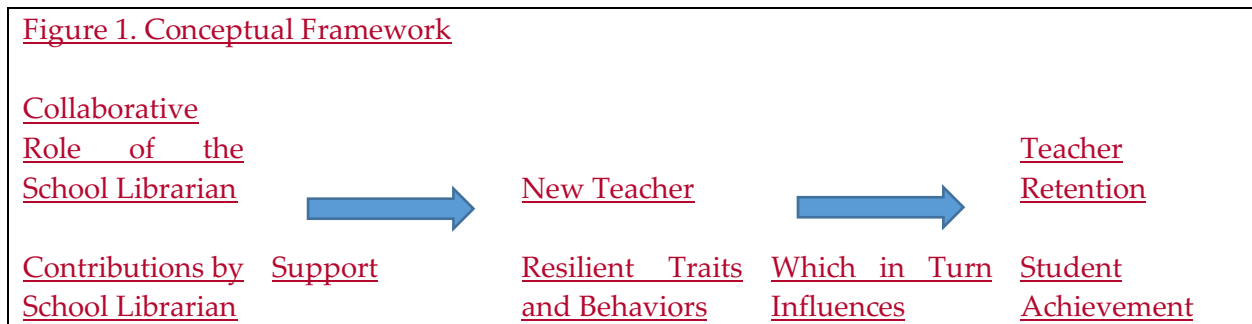 Figure 1. Conceptual Framework
Collaborative
Role of the
School Librarian
New Teacher
Teacher
Retention
Contributions by
School Librarian
Support
Resilient Traits
and Behaviors
Which in Turn
Influences
Student
Achievement